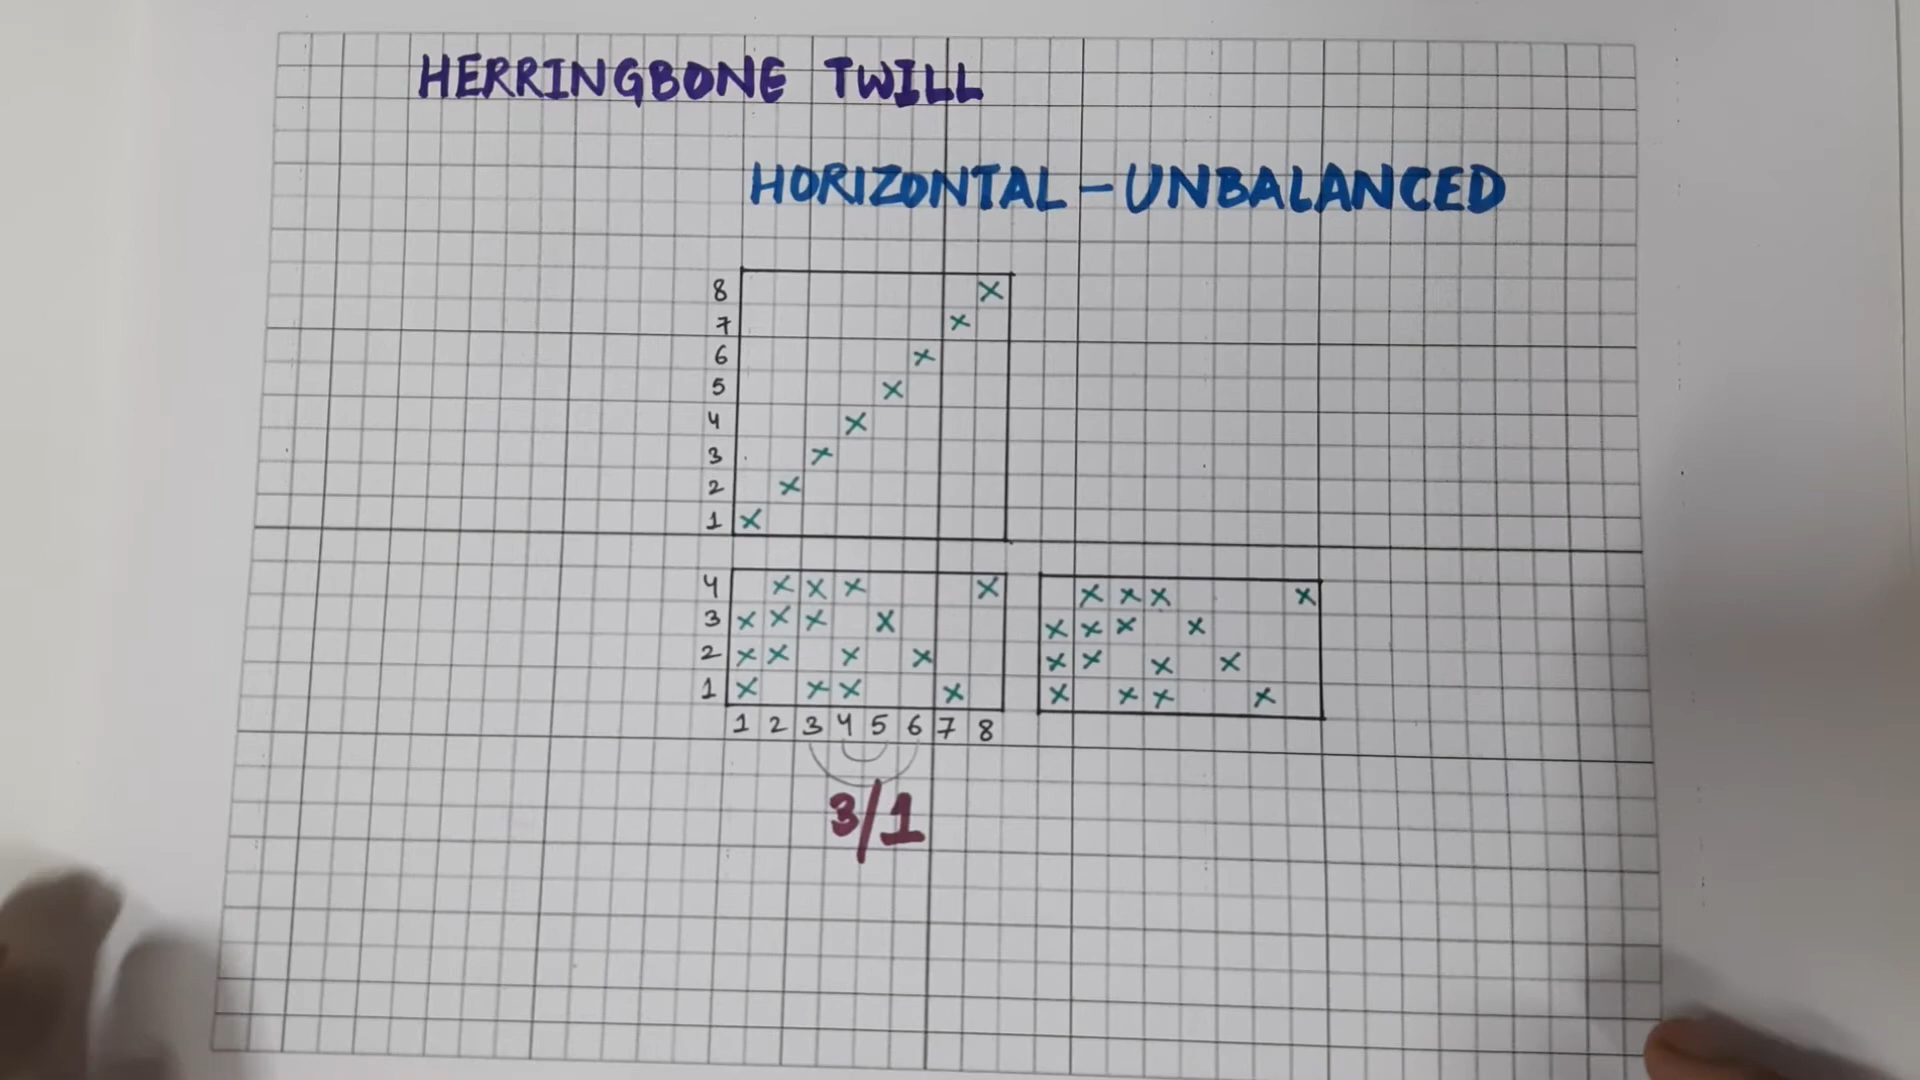 HERRINGBONE TWILL
HORIZONTAL - UNBALANCED
8 X
7 X
6 X
5 X
4 X
3 X
2 X
1 X
4 X X X X X X X X
3 X X X X X X X X
2 X X X X X X X X
1 X X X X X X X X
1 2 3 4 5 6 7 8
3/1